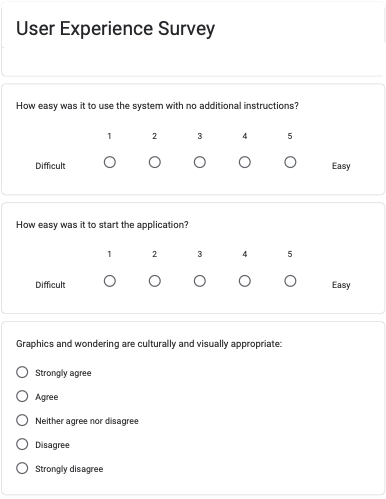 User Experience Survey
How easy was it to use the system with no additional instructions?
1 2 3 4 5
Difficult Easy
How easy was it to start the application?
1 2 3 4 5
Difficult Easy
Graphics and wondering are culturally and visually appropriate:
Strongly agree
Agree
Neither agree nor disagree
Disagree
Strongly disagree